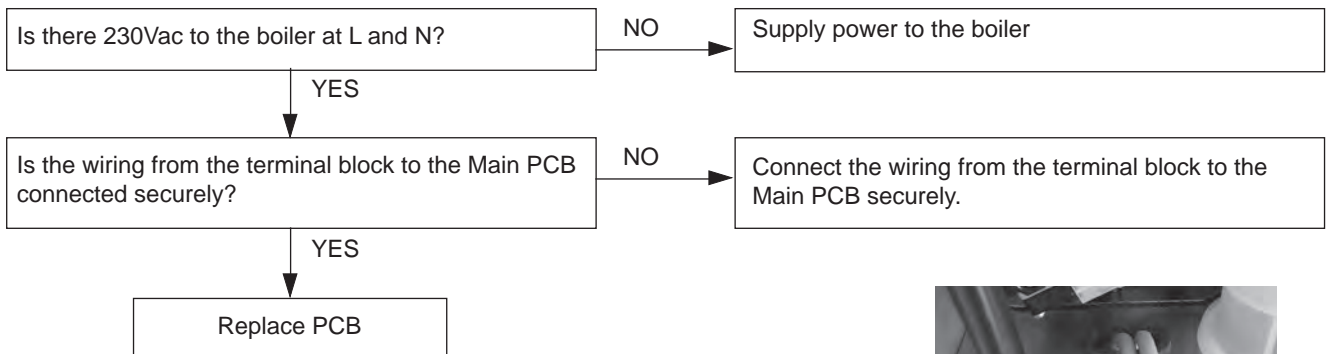 Is there 230Vac to the boiler at L and N?
NO
Supply power to the boiler
YES
Is the wiring from the terminal block to the Main PCB
connected securely?
NO
Connect the wiring from the terminal block to the
Main PCB securely.
YES
Replace PCB